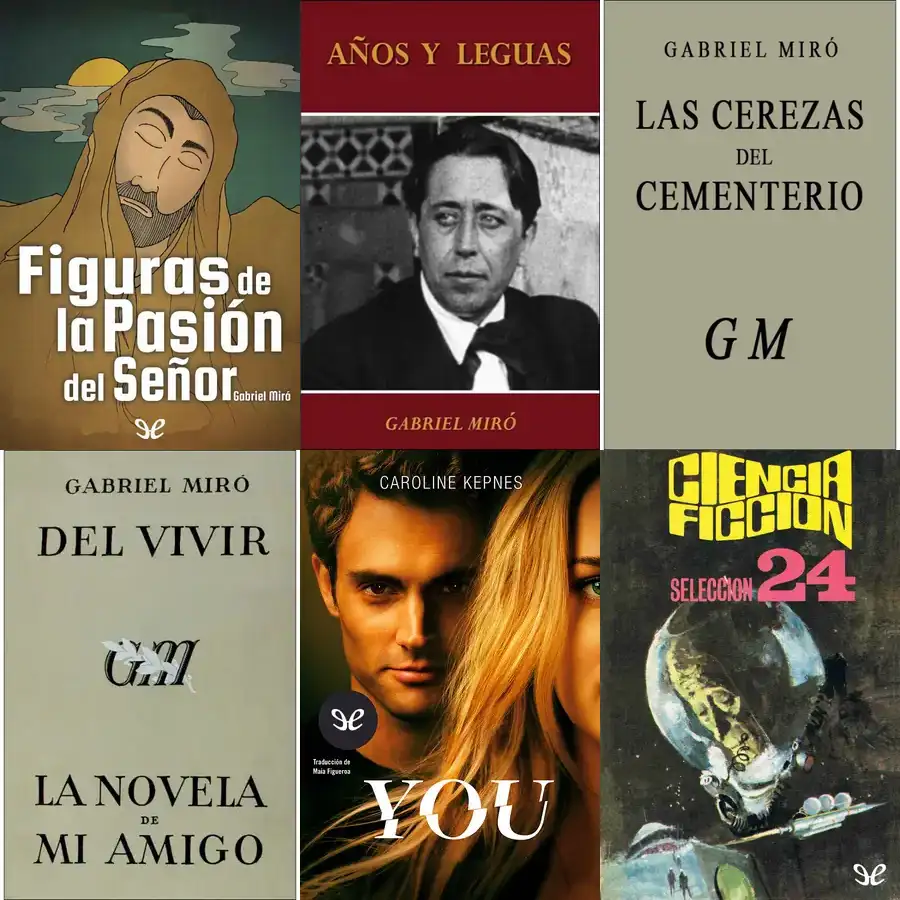 Figuras de
la Pasión
del Señor
Gabriel Miró
AÑOS Y LEGUAS
GABRIEL MIRÓ
GABRIEL MIRÓ
LAS CEREZAS
DEL
CEMENTERIO
G M
GABRIEL MIRÓ
DEL VIVIR
GM
LA NOVELA
DE
MI AMIGO
CAROLINE KEPNES
Traducción de
Maia Figueroa
YOU
CIENCIA
FICCION
SELECCION 24